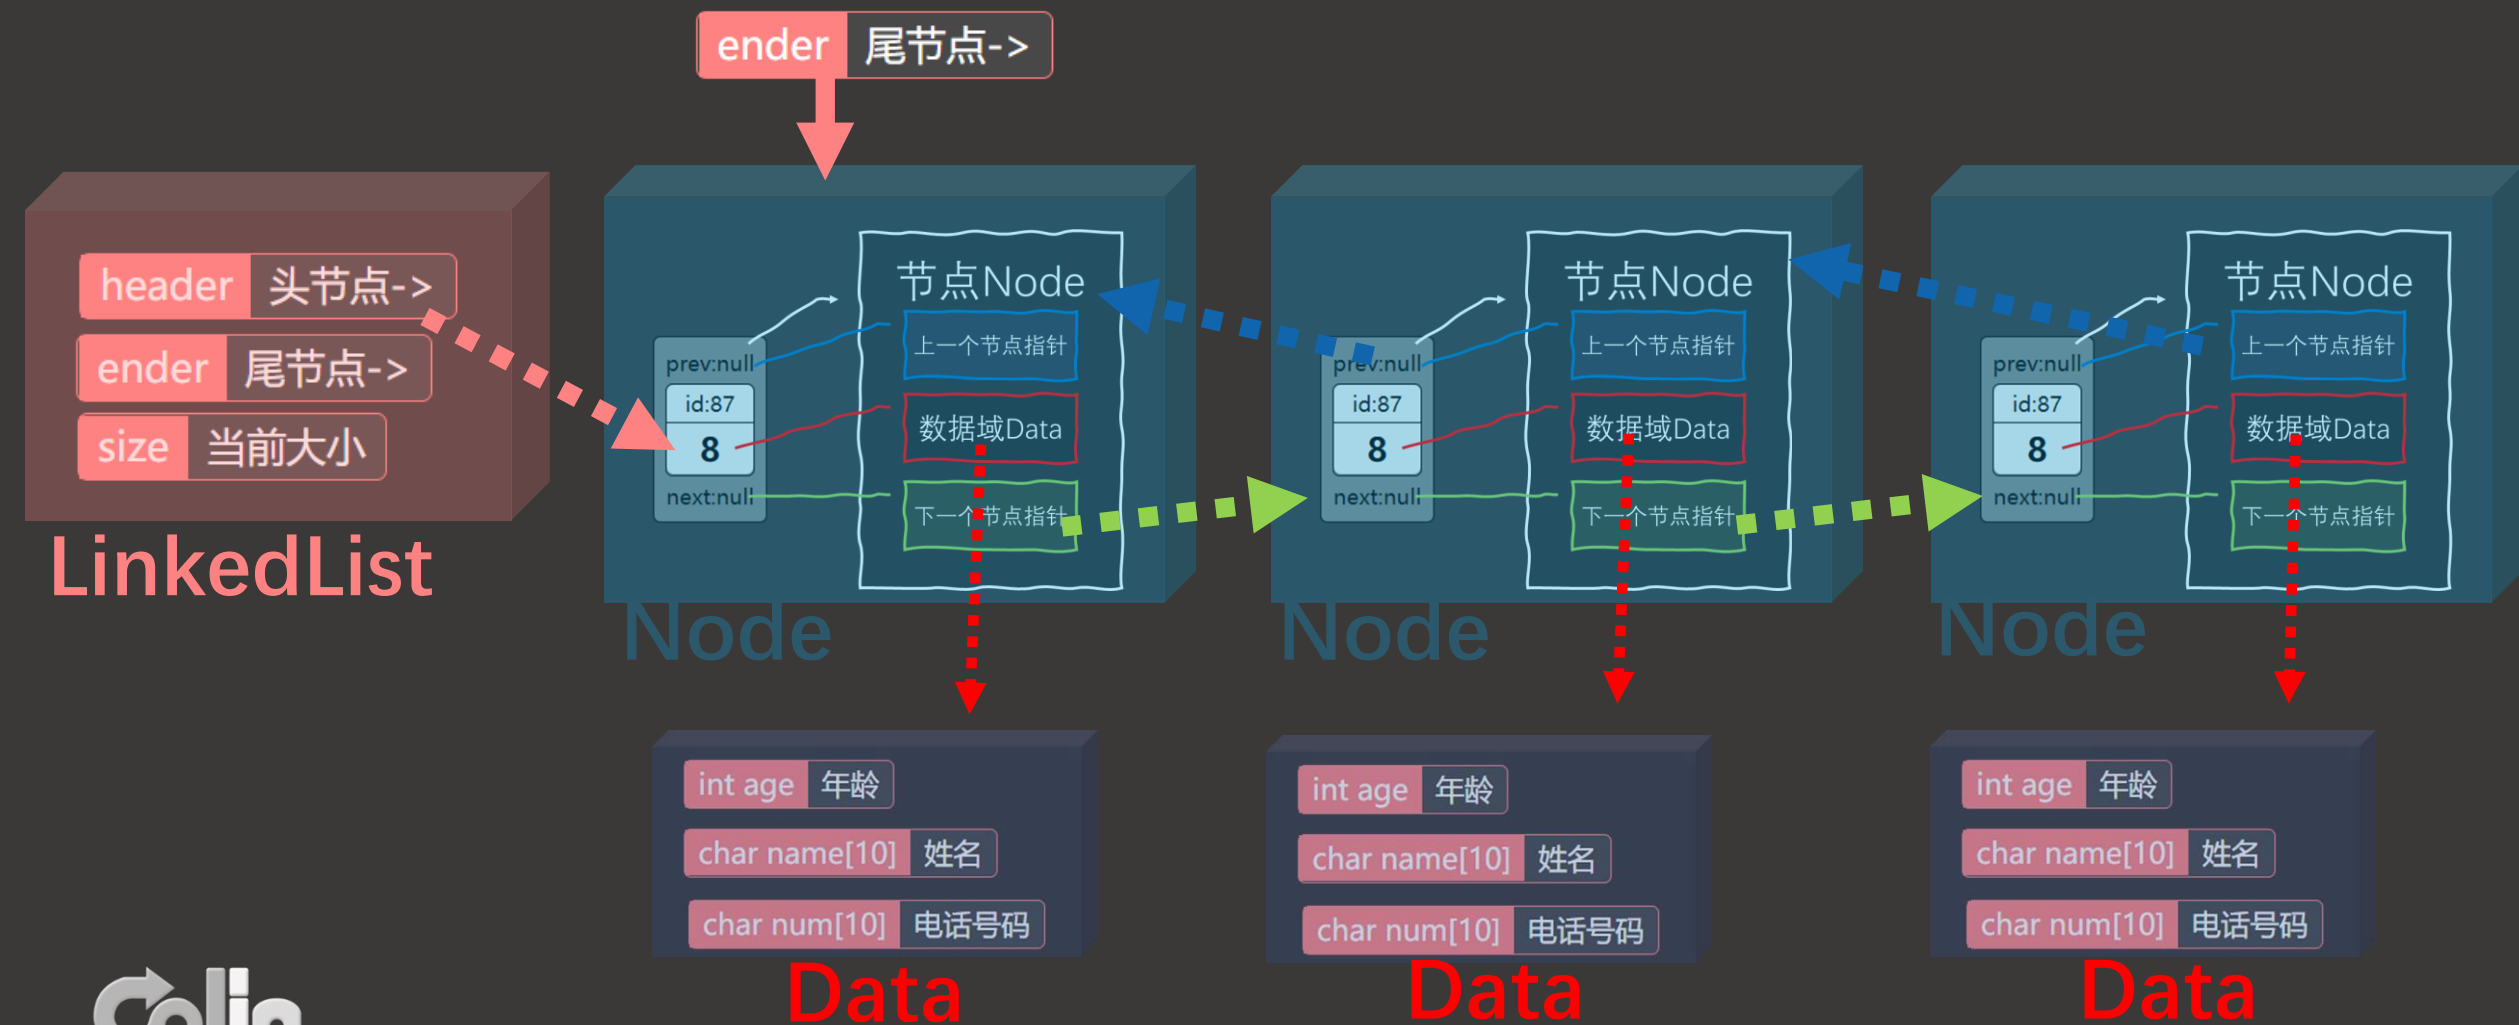 ender 尾节点->
header 头节点->
ender 尾节点->
size 当前大小
LinkedList
节点Node
上一个节点指针
数据域Data
下一个节点指针
prev:null
id:87
8
next:null
Node
节点Node
上一个节点指针
数据域Data
下一个节点指针
prev:null
id:87
8
next:null
Node
节点Node
上一个节点指针
数据域Data
下一个节点指针
prev:null
id:87
8
next:null
Node
int age 年龄
char name[10] 姓名
char num[10] 电话号码
Data
int age 年龄
char name[10] 姓名
char num[10] 电话号码
Data
int age 年龄
char name[10] 姓名
char num[10] 电话号码
Data
Colin